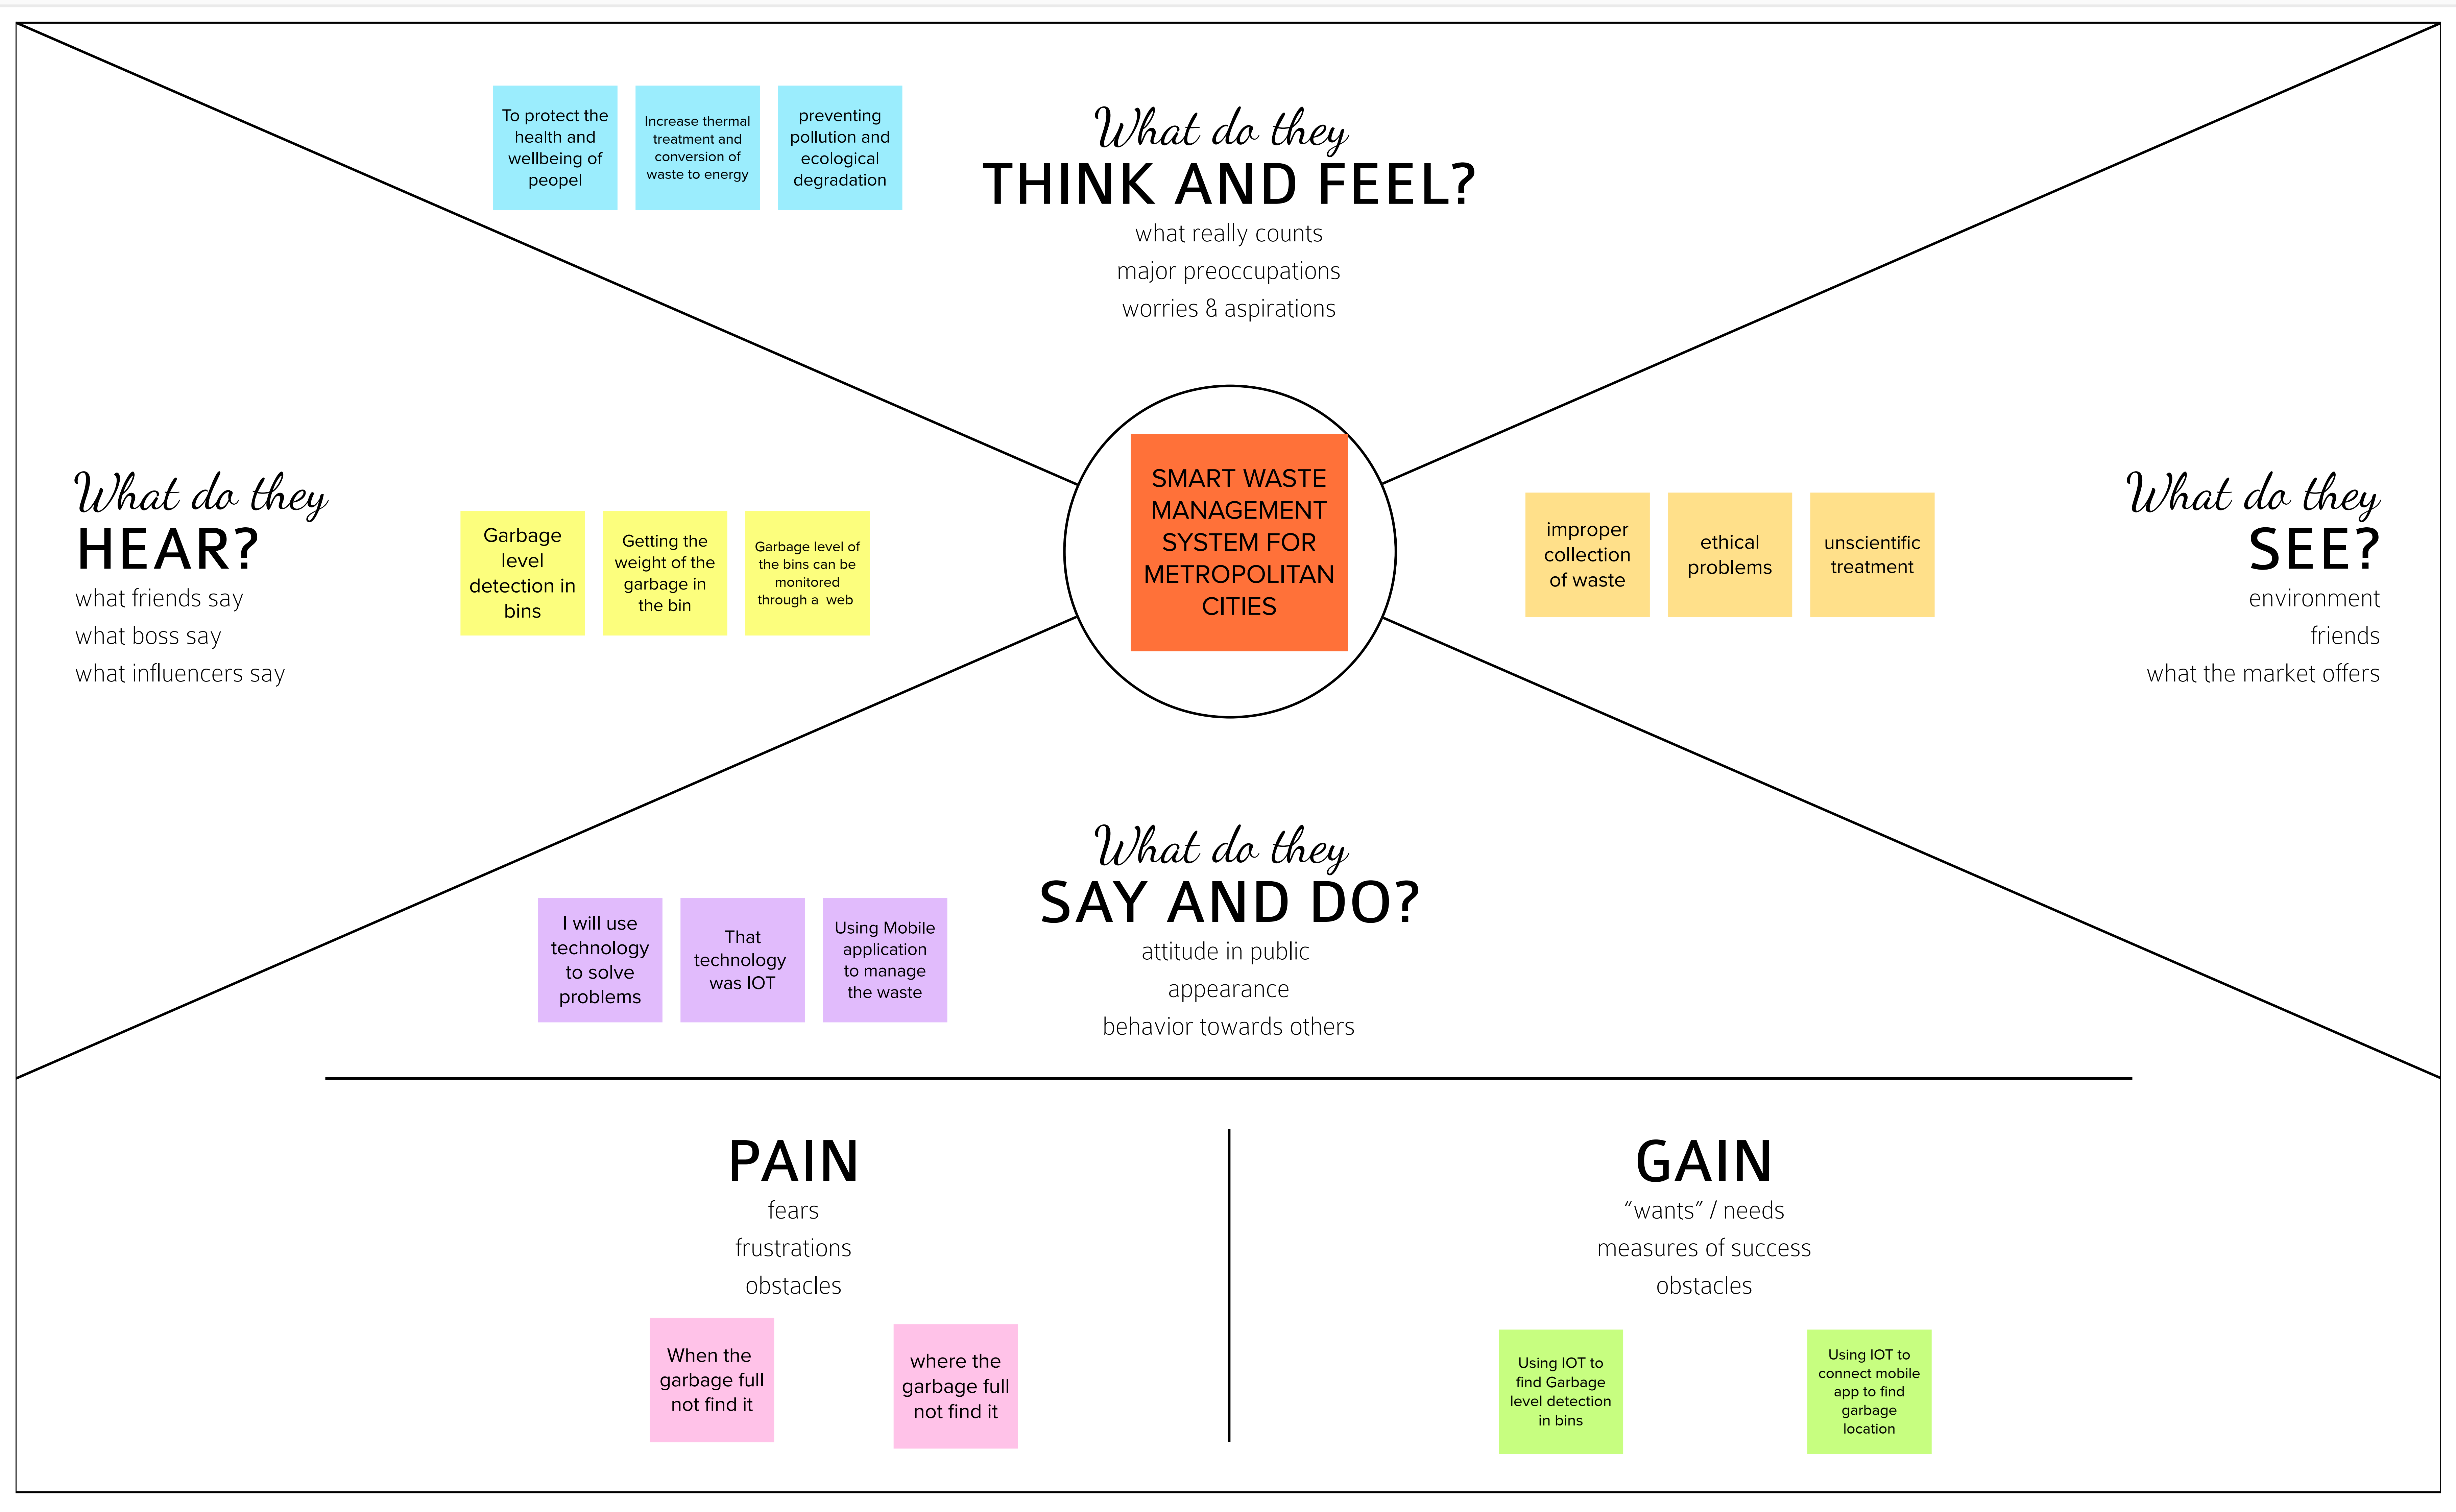 To protect the
health and
wellbeing of
peopel
Increase thermal
treatment and
conversion of
waste to energy
preventing
pollution and
ecological
degradation
What do they
THINK AND FEEL?
what really counts
major preoccupations
worries & aspirations
What do they
HEAR?
what friends say
what boss say
what influencers say
Garbage
level
detection in
bins
Getting the
weight of the
garbage in
the bin
Garbage level of
the bins can be
monitored
through a  web
SMART WASTE
MANAGEMENT
SYSTEM FOR
METROPOLITAN
CITIES
improper
collection
of waste
ethical
problems
unscientific
treatment
What do they
SEE?
environment
friends
what the market offers
What do they
SAY AND DO?
attitude in public
appearance
behavior towards others
I will use
technology
to solve
problems
That
technology
was IOT
Using Mobile
application
to manage
the waste
PAIN
fears
frustrations
obstacles
When the
garbage full
not find it
where the
garbage full
not find it
GAIN
“wants” / needs
measures of success
obstacles
Using IOT to
find Garbage
level detection
in bins
Using IOT to
connect mobile
app to find
garbage
location